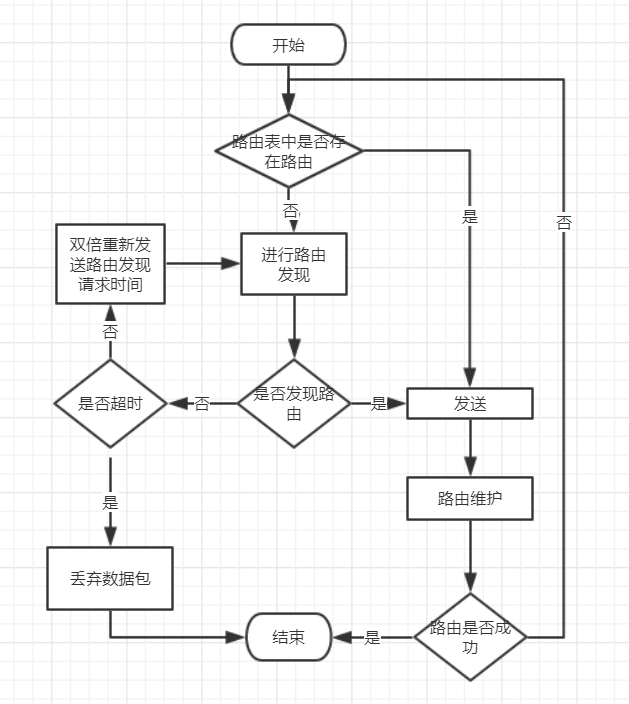 开始
路由表中是否存
在路由
否
是
否
双倍重新发
送路由发现
请求时间
进行路由
发现
否
是否超时
否
是否发现路
由
是
发送
是
路由维护
丢弃数据包
结束
是
路由是否成
功